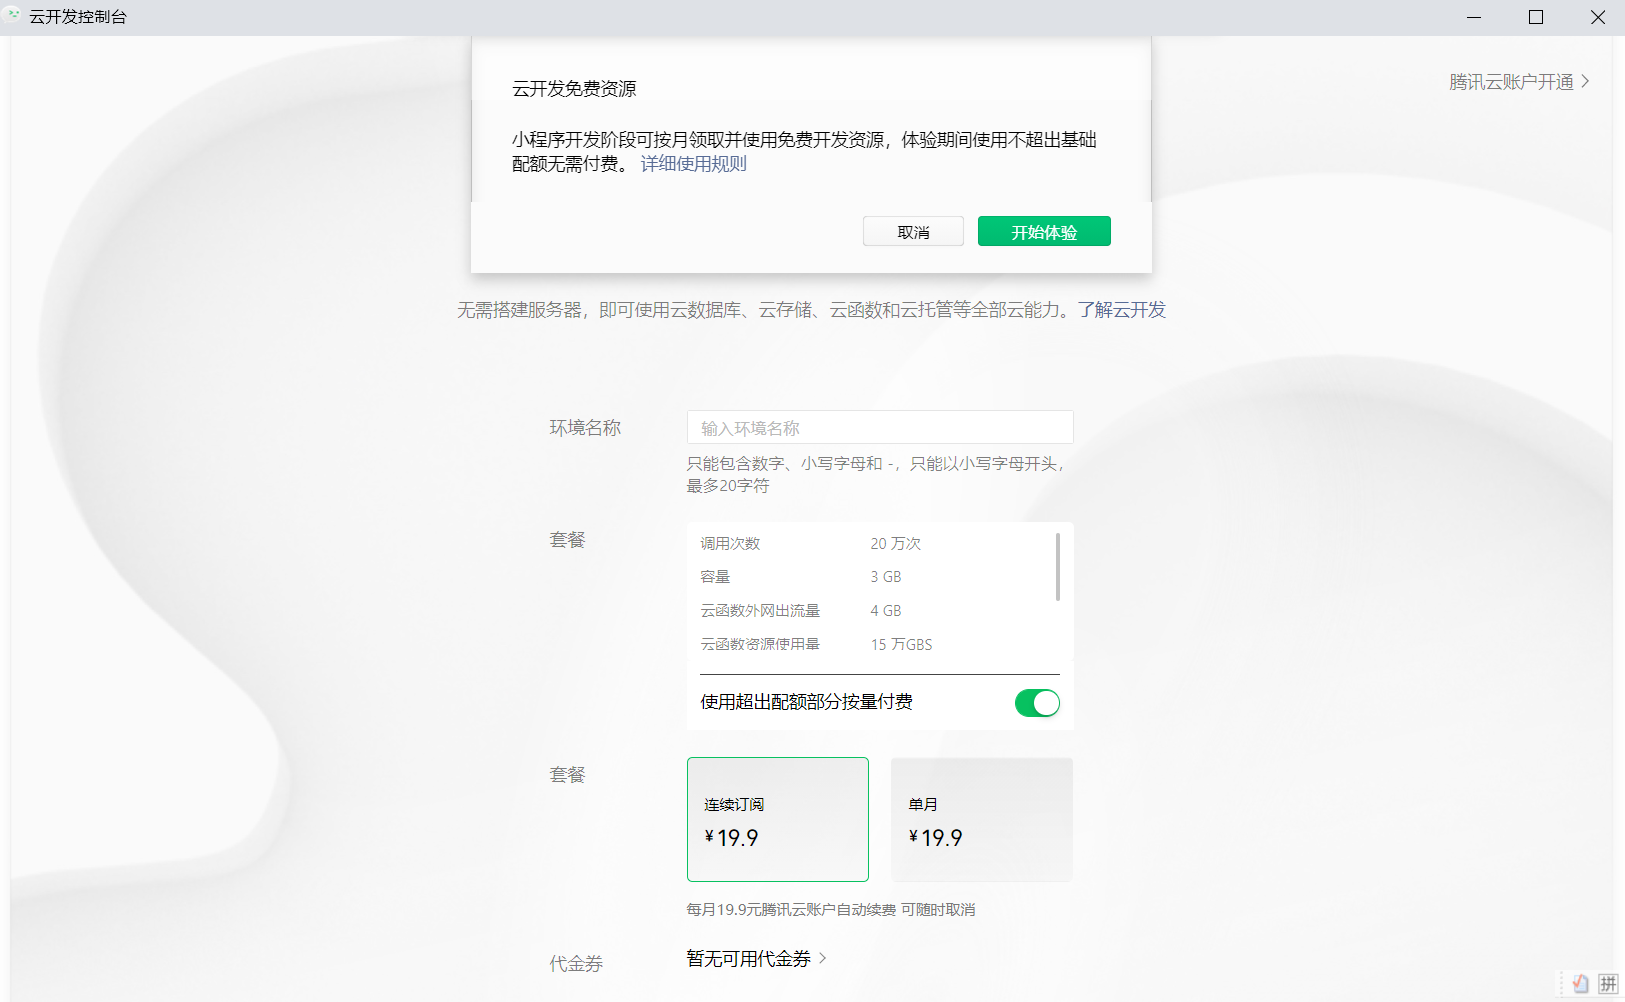 云开发控制台
腾讯云账户开通
云开发免费资源
小程序开发阶段可按月领取并使用免费开发资源，体验期间使用不超出基础
配额无需付费。 详细使用规则
取消
开始体验
无需搭建服务器，即可使用云数据库、云存储、云函数和云托管等全部云能力。了解云开发
环境名称
输入环境名称
只能包含数字、小写字母和 -，只能以小写字母开头，
最多20字符
套餐
调用次数 20 万次
容量 3 GB
云函数外网出流量 4 GB
云函数资源使用量 15 万GBS
使用超出配额部分按量付费
套餐
连续订阅
¥19.9
单月
¥19.9
每月19.9元腾讯云账户自动续费 可随时取消
代金券
暂无可用代金券
拼